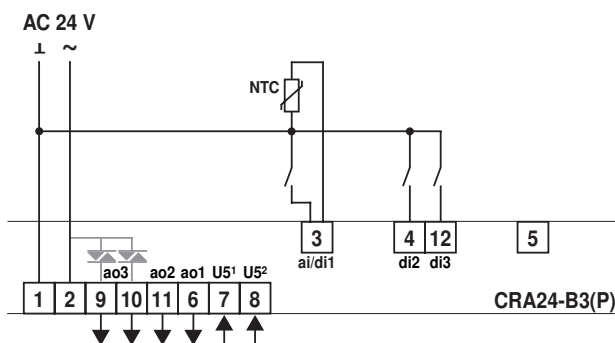 AC 24 V
⊥ ~
NTC
3 4 12 5
ai/di1 di2 di3
ao3 ao2 ao1 U5¹ U5²
1 2 9 10 11 6 7 8
CRA24-B3(P)